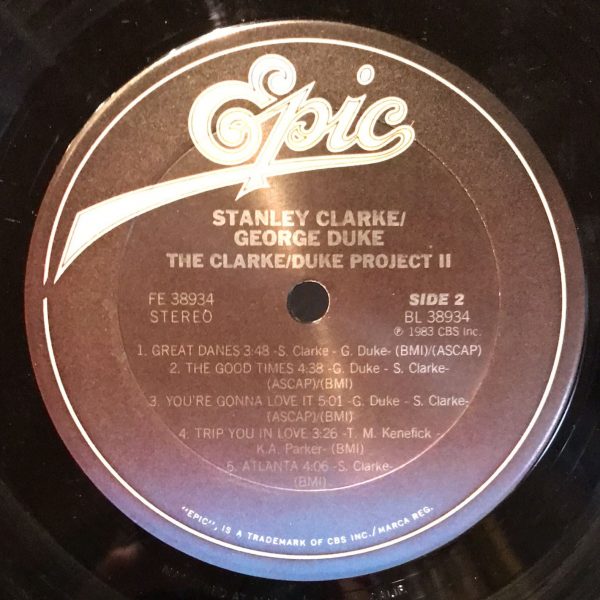 Epic
STANLEY CLARKE/
GEORGE DUKE
THE CLARKE/DUKE PROJECT II
FE 38934
STEREO
SIDE 2
BL 38934
℗ 1983 CBS Inc.
1. GREAT DANES 3:48 -S. Clarke - G. Duke- (BMI)/(ASCAP)
2. THE GOOD TIMES 4:38 -G. Duke - S. Clarke-
(ASCAP)/(BMI)
3. YOU'RE GONNA LOVE IT 5:01 -G. Duke - S. Clarke-
(ASCAP)/(BMI)
4. TRIP YOU IN LOVE 3:26 -T. M. Kenefick -
K.A. Parker- (BMI)
5. ATLANTA 4:06 -S. Clarke-
(BMI)
"EPIC", IS A TRADEMARK OF CBS INC./MARCA REG.